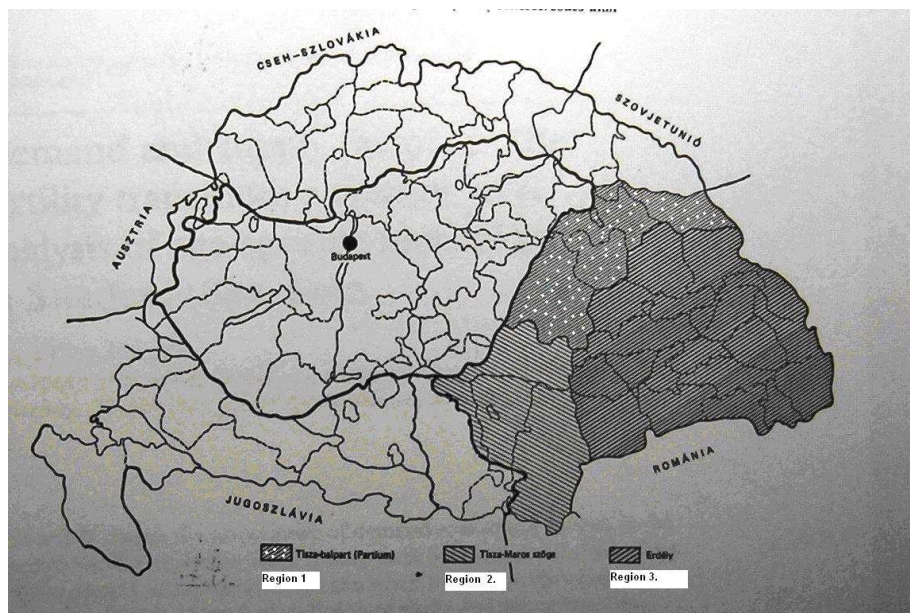 CSEH-SZLOVÁKIA
SZOVJETUNIÓ
AUSZTRIA
Budapest
ROMÁNIA
JUGOSZLÁVIA
Tisza-balpart (Partium)
Tisza-Maros szöge
Erdély
Region 1
Region 2.
Region 3.